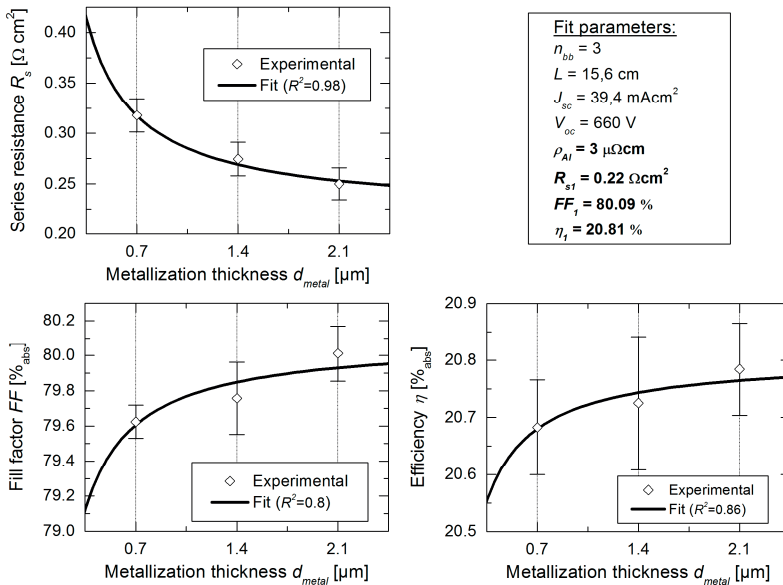 0.40
0.35
0.30
0.25
0.20
Series resistance R_s [Ω cm²]
Experimental
Fit (R²=0.98)
0.7 1.4 2.1
Metallization thickness d_metal [µm]
Fit parameters:
n_bb = 3
L = 15,6 cm
J_sc = 39,4 mAcm²
V_oc = 660 V
ρ_Al = 3 µΩcm
R_s1 = 0.22 Ωcm²
FF_1 = 80.09 %
η_1 = 20.81 %
80.2
80.0
79.8
79.6
79.4
79.2
79.0
Fill factor FF [%_abs]
Experimental
Fit (R²=0.8)
0.7 1.4 2.1
Metallization thickness d_metal [µm]
20.9
20.8
20.7
20.6
20.5
Efficiency η [%_abs]
Experimental
Fit (R²=0.86)
0.7 1.4 2.1
Metallization thickness d_metal [µm]